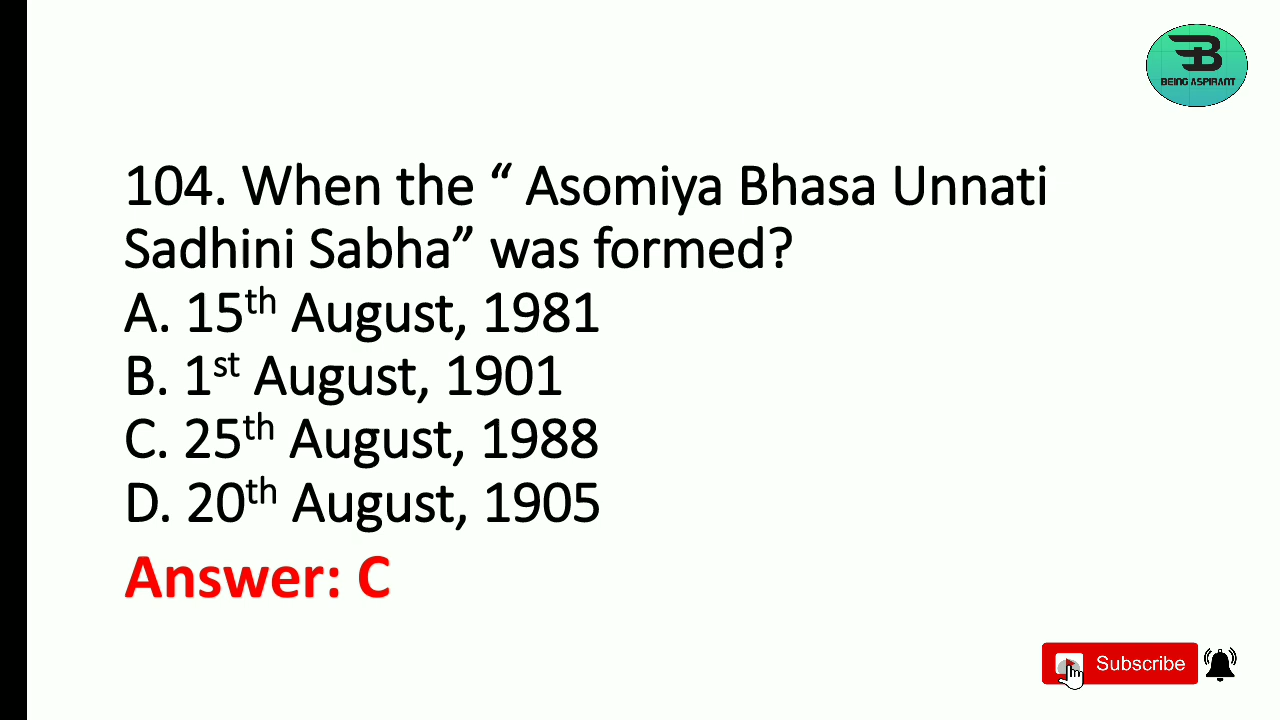 BEING ASPIRANT
104. When the “ Asomiya Bhasa Unnati
Sadhini Sabha” was formed?
A. 15th August, 1981
B. 1st August, 1901
C. 25th August, 1988
D. 20th August, 1905
Answer: C
Subscribe